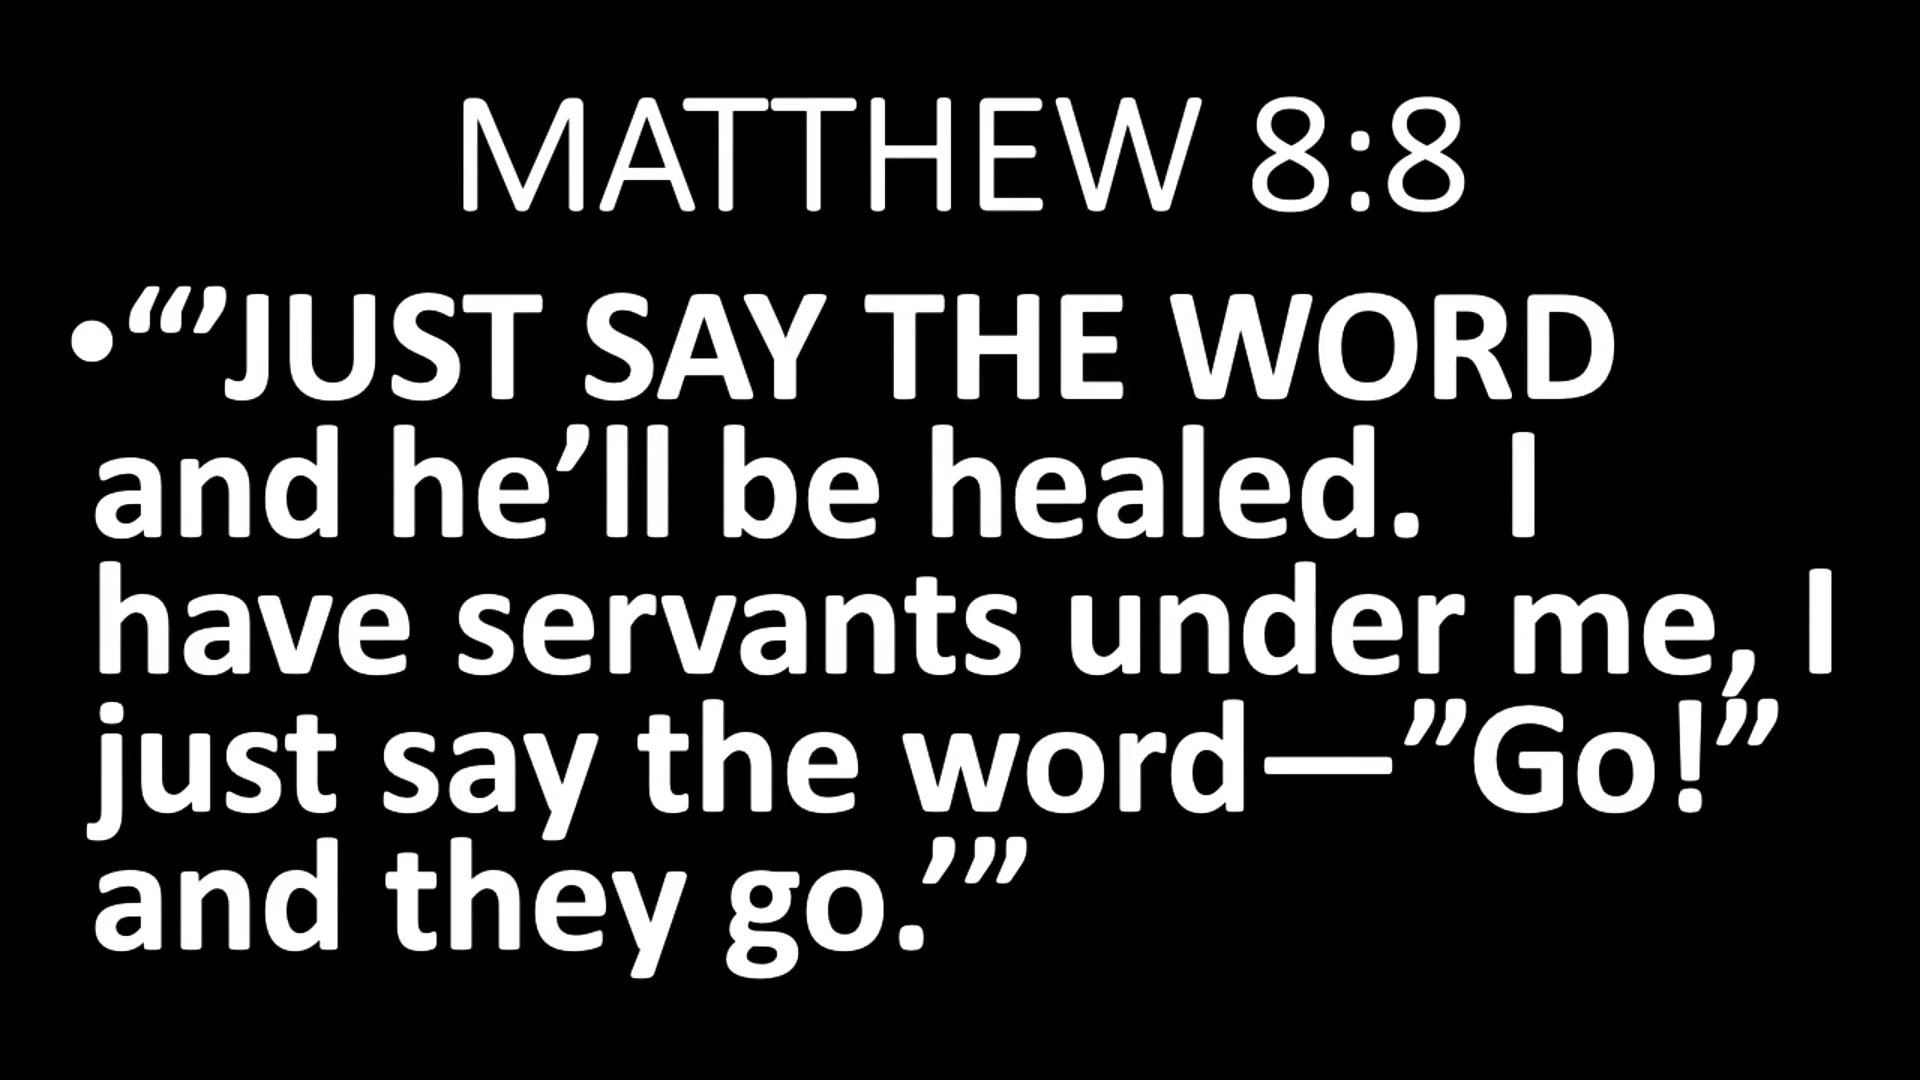 MATTHEW 8:8
•“’JUST SAY THE WORD
and he’ll be healed.  I
have servants under me, I
just say the word—”Go!”
and they go.’”